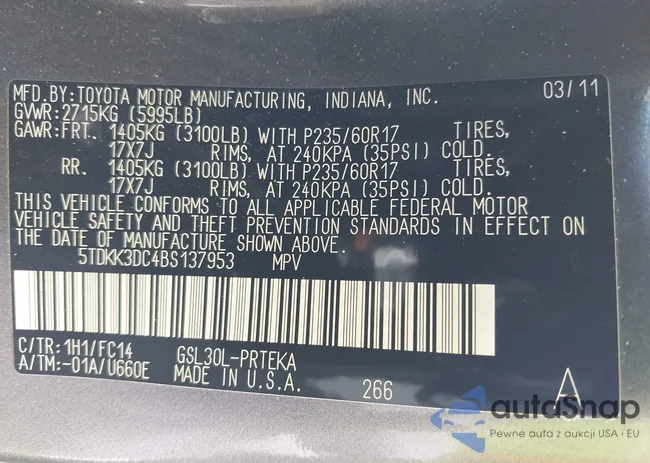 MFD.BY:TOYOTA MOTOR MANUFACTURING, INDIANA, INC. 03/11
GVWR:2715KG (5995LB)
GAWR:FRT. 1405KG (3100LB) WITH P235/60R17 TIRES,
17X7J RIMS, AT 240KPA (35PSI) COLD.
RR. 1405KG (3100LB) WITH P235/60R17 TIRES,
17X7J RIMS, AT 240KPA (35PSI) COLD.
THIS VEHICLE CONFORMS TO ALL APPLICABLE FEDERAL MOTOR
VEHICLE SAFETY AND THEFT PREVENTION STANDARDS IN EFFECT ON
THE DATE OF MANUFACTURE SHOWN ABOVE.
5TDKK3DC4BS137953 MPV
C/TR:1H1/FC14 GSL30L-PRTEKA
A/TM:-01A/U660E MADE IN U.S.A. 266 A
autoSnap
Pewne auta z aukcji USA i EU